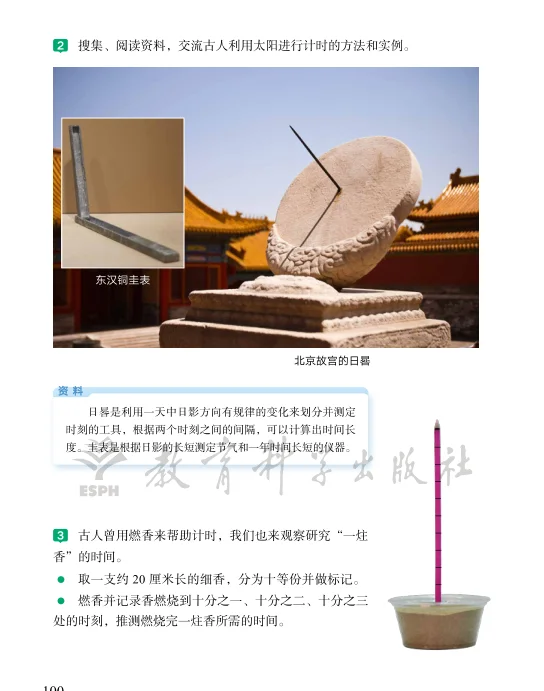 2 搜集、阅读资料，交流古人利用太阳进行计时的方法和实例。
东汉铜圭表
北京故宫的日晷
资料
日晷是利用一天中日影方向有规律的变化来划分并测定
时刻的工具，根据两个时刻之间的间隔，可以计算出时间长
度。圭表是根据日影的长短测定节气和一年时间长短的仪器。
ESPH 教育科学出版社
3 古人曾用燃香来帮助计时，我们也来观察研究“一炷
香”的时间。
● 取一支约 20 厘米长的细香，分为十等份并做标记。
● 燃香并记录香燃烧到十分之一、十分之二、十分之三
处的时刻，推测燃烧完一炷香所需的时间。
100